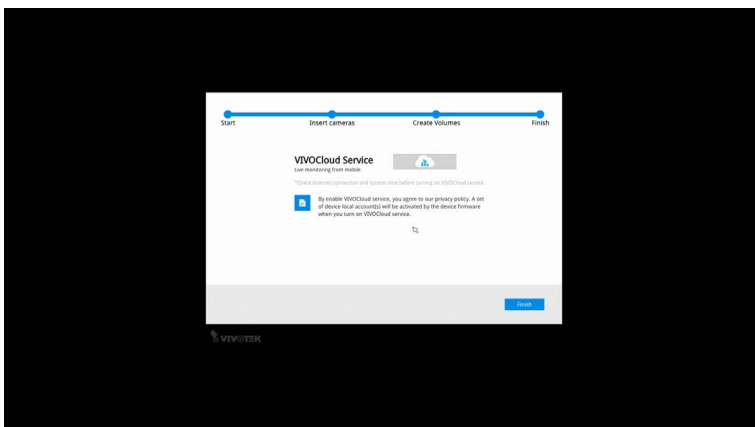 Start
Insert cameras
Create Volumes
Finish
VIVOCloud Service
Live monitoring from mobile
*Check Internet connection and system time before turning on VIVOCloud service.
By enable VIVOCloud service, you agree to our privacy policy. A set
of device local account(s) will be activated by the device firmware
when you turn on VIVOCloud service.
Finish
VIVOTEK